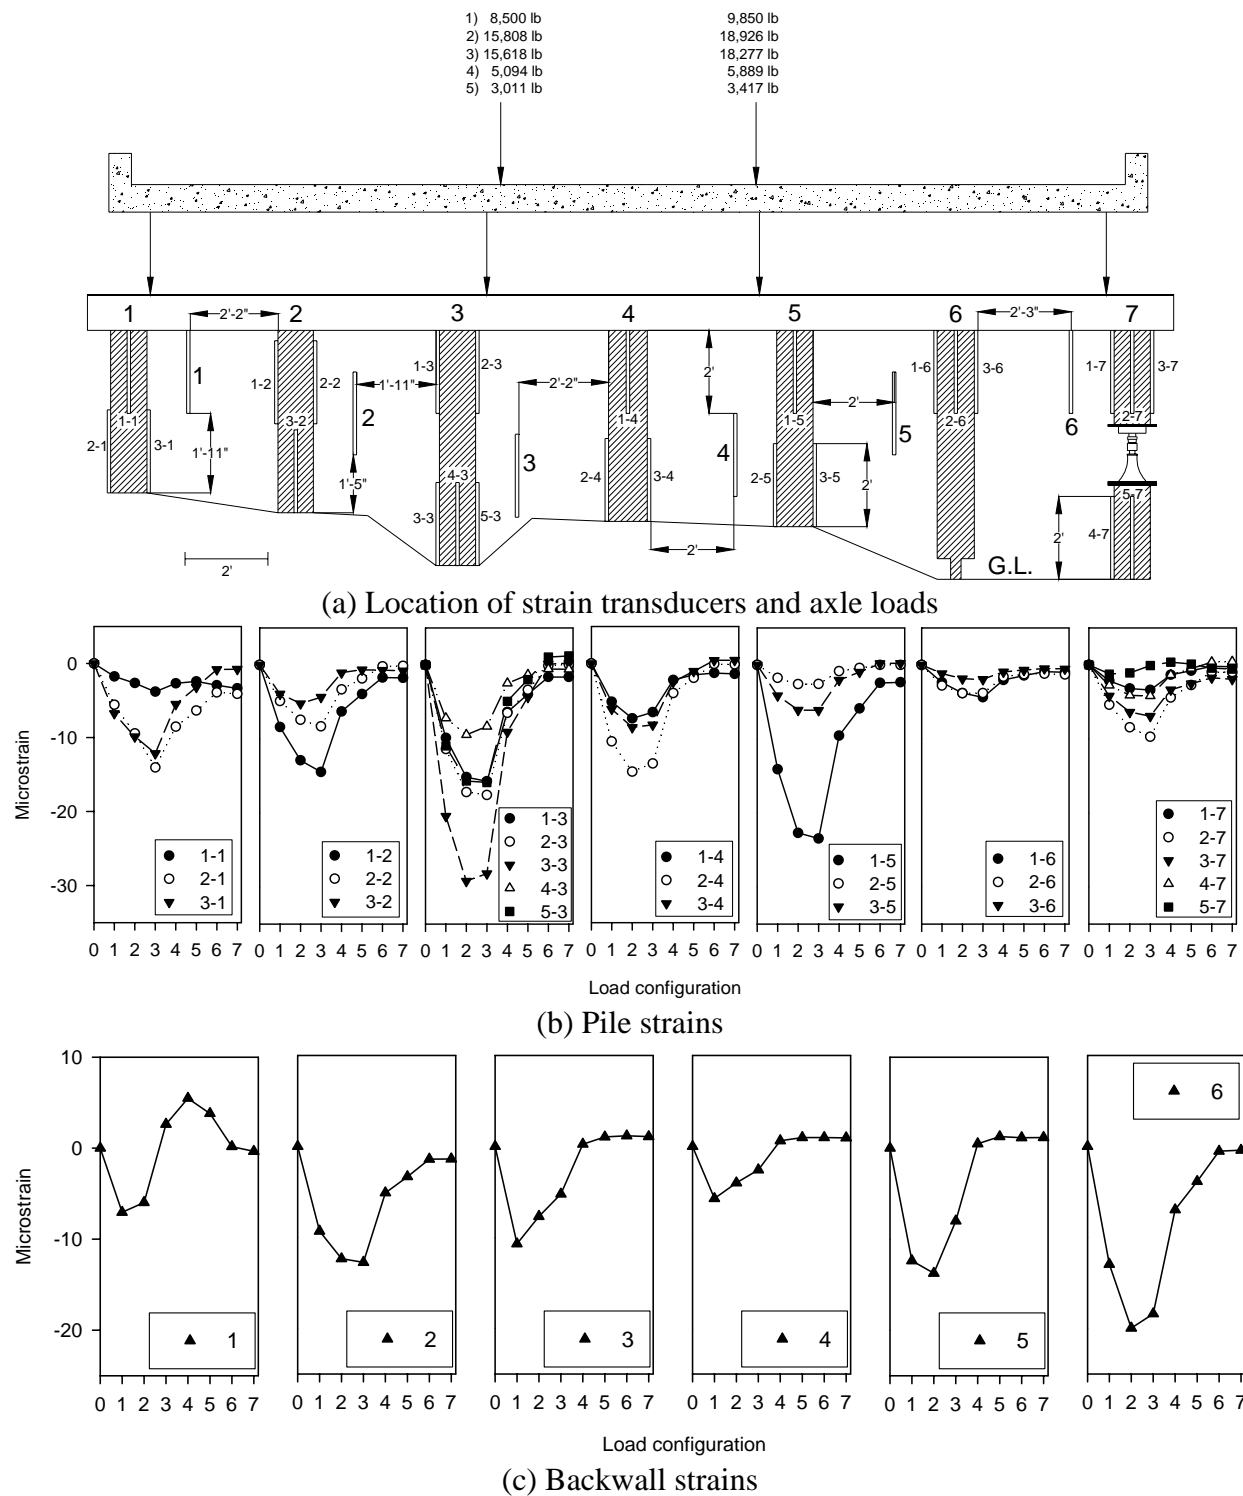 1) 8,500 lb 9,850 lb
2) 15,808 lb 18,926 lb
3) 15,618 lb 18,277 lb
4) 5,094 lb 5,889 lb
5) 3,011 lb 3,417 lb
1 2'-2" 2 3 4 5 6 2'-3" 7
1-2 2-2 1-3 2-3 2' 1-6 3-6 1-7 3-7
1 1'-11" 2'-2" 2'
1-1 3-2 2 1-4 1-5 2-6 6 2-7
2-1 3-1 1'-11" 3 4 5
1'-5" 4-3 2-4 3-4 2-5 3-5 2' 5-7
3-3 5-3 2' 4-7 2'
2' G.L.
(a) Location of strain transducers and axle loads
Microstrain
0
-10
-20
-30
1-1
2-1
3-1
1-2
2-2
3-2
1-3
2-3
3-3
4-3
5-3
1-4
2-4
3-4
1-5
2-5
3-5
1-6
2-6
3-6
1-7
2-7
3-7
4-7
5-7
0 1 2 3 4 5 6 7 0 1 2 3 4 5 6 7 0 1 2 3 4 5 6 7 0 1 2 3 4 5 6 7 0 1 2 3 4 5 6 7 0 1 2 3 4 5 6 7 0 1 2 3 4 5 6 7
Load configuration
(b) Pile strains
Microstrain
10
0
-10
-20
1
2
3
4
5
6
0 1 2 3 4 5 6 7 0 1 2 3 4 5 6 7 0 1 2 3 4 5 6 7 0 1 2 3 4 5 6 7 0 1 2 3 4 5 6 7 0 1 2 3 4 5 6 7
Load configuration
(c) Backwall strains